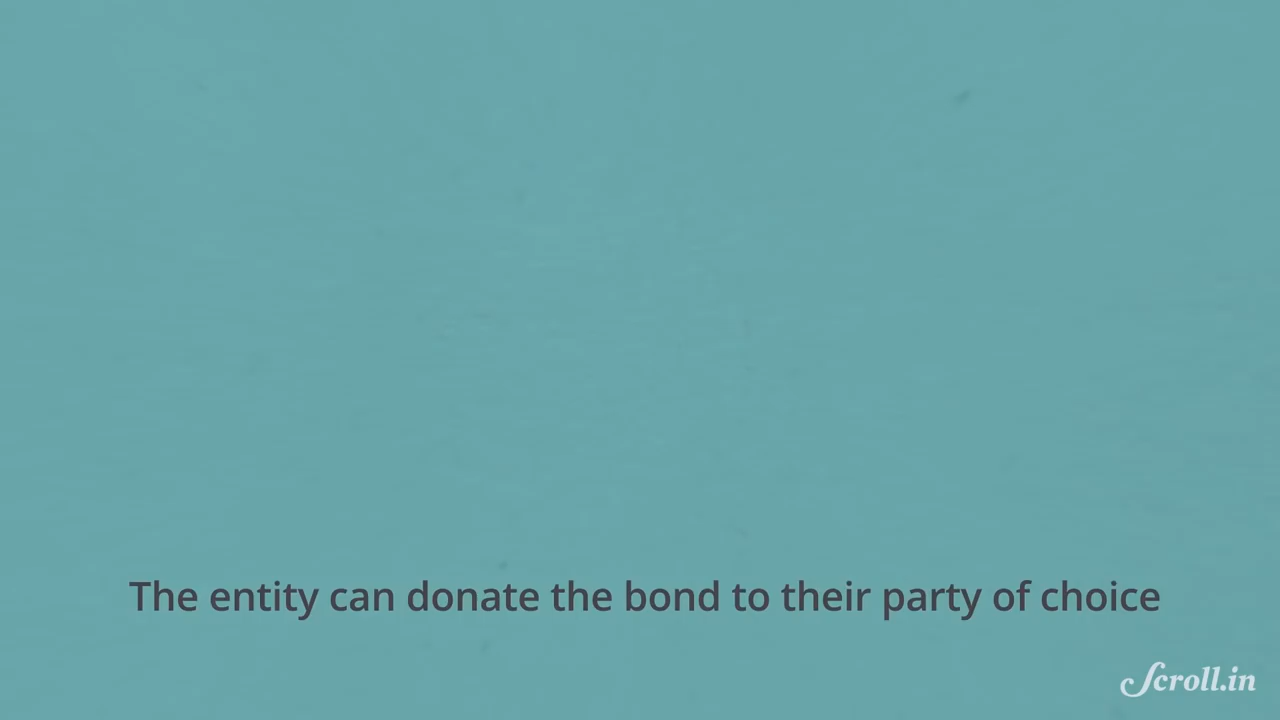 The entity can donate the bond to their party of choice
Scroll.in